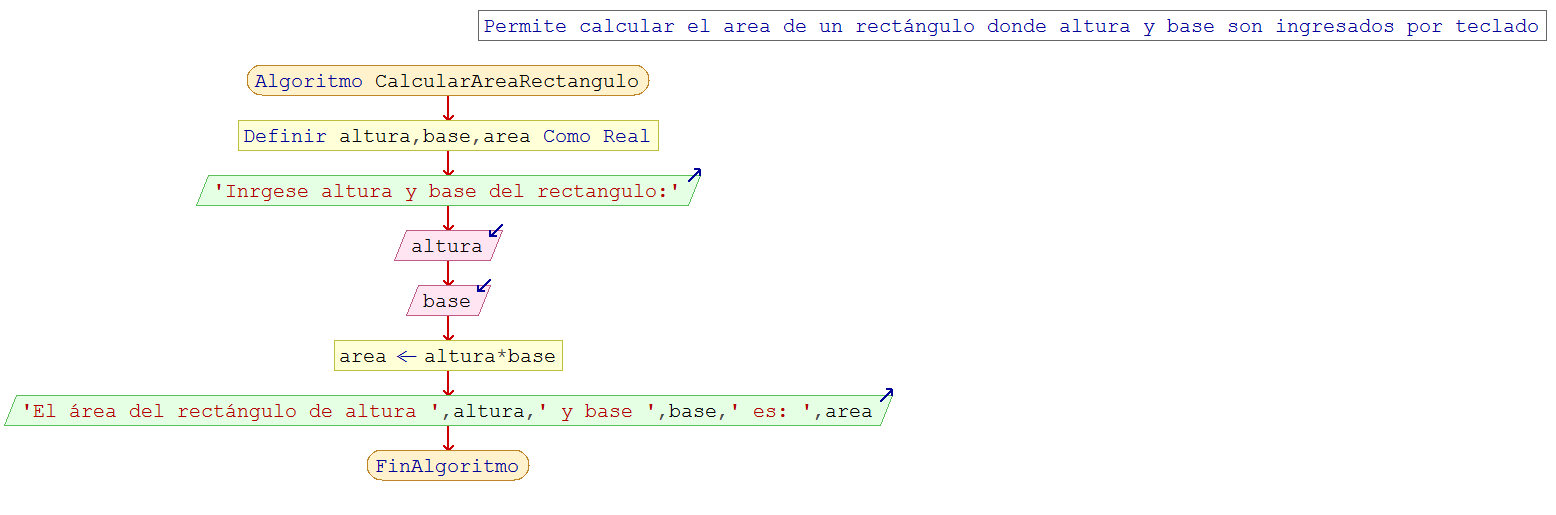 Permite calcular el area de un rectángulo donde altura y base son ingresados por teclado
Algoritmo CalcularAreaRectangulo
Definir altura,base,area Como Real
'Inrgese altura y base del rectangulo:'
altura
base
area ← altura*base
'El área del rectángulo de altura ',altura,' y base ',base,' es: ',area
FinAlgoritmo